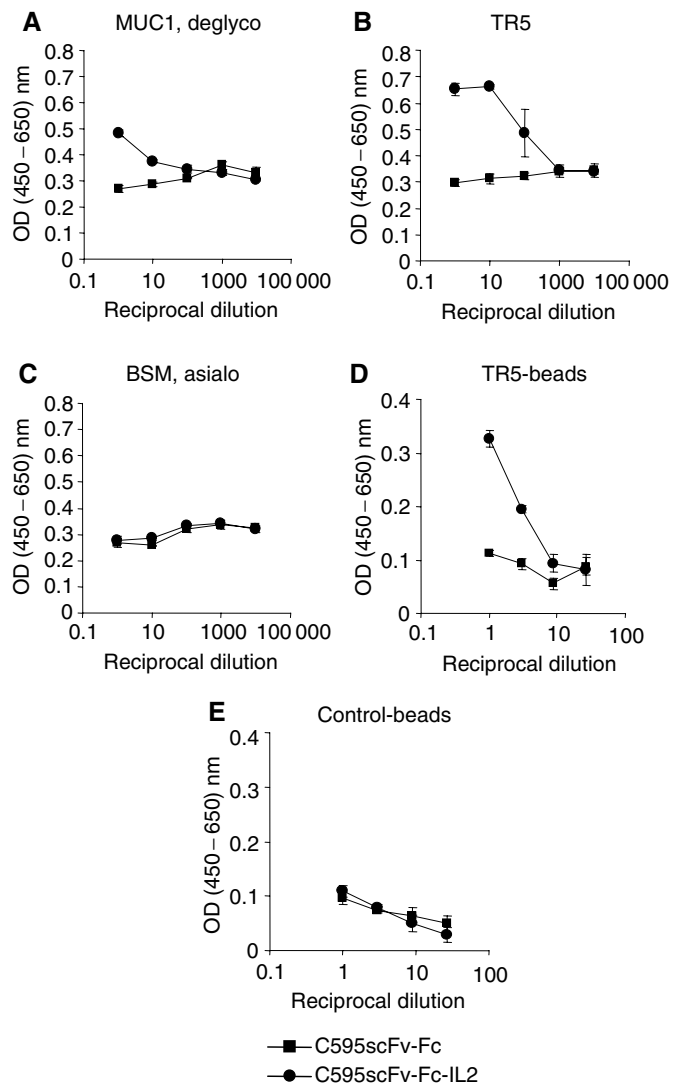 A
MUC1, deglyco
0.8
0.7
0.6
0.5
0.4
0.3
0.2
0.1
0
OD (450 – 650) nm
0.1 10 1000 100 000
Reciprocal dilution
B
TR5
0.8
0.7
0.6
0.5
0.4
0.3
0.2
0.1
0
OD (450 – 650) nm
0.1 10 1000 100 000
Reciprocal dilution
C
BSM, asialo
0.8
0.7
0.6
0.5
0.4
0.3
0.2
0.1
0
OD (450 – 650) nm
0.1 10 1000 100 000
Reciprocal dilution
D
TR5-beads
0.4
0.3
0.2
0.1
0
OD (450 – 650) nm
0.1 1 10 100
Reciprocal dilution
E
Control-beads
0.4
0.3
0.2
0.1
0
OD (450 – 650) nm
0.1 1 10 100
Reciprocal dilution
C595scFv-Fc
C595scFv-Fc-IL2